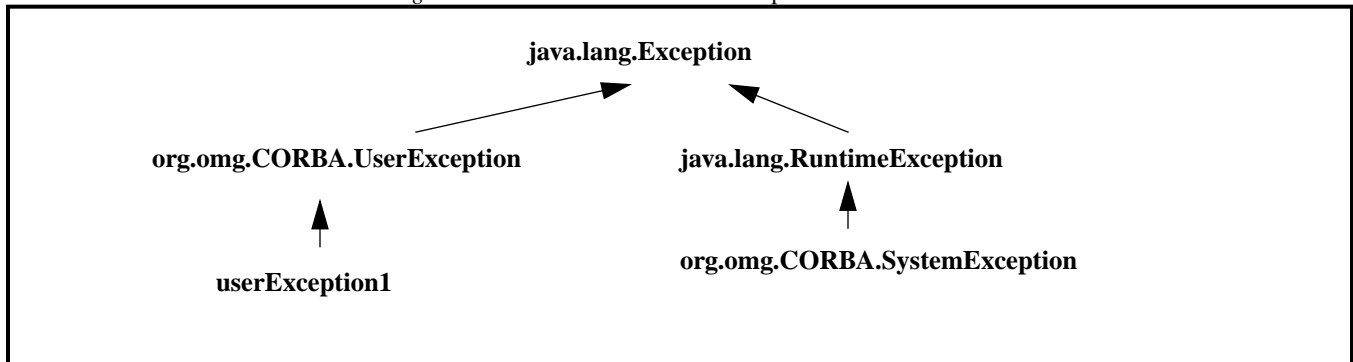 java.lang.Exception
org.omg.CORBA.UserException
java.lang.RuntimeException
userException1
org.omg.CORBA.SystemException